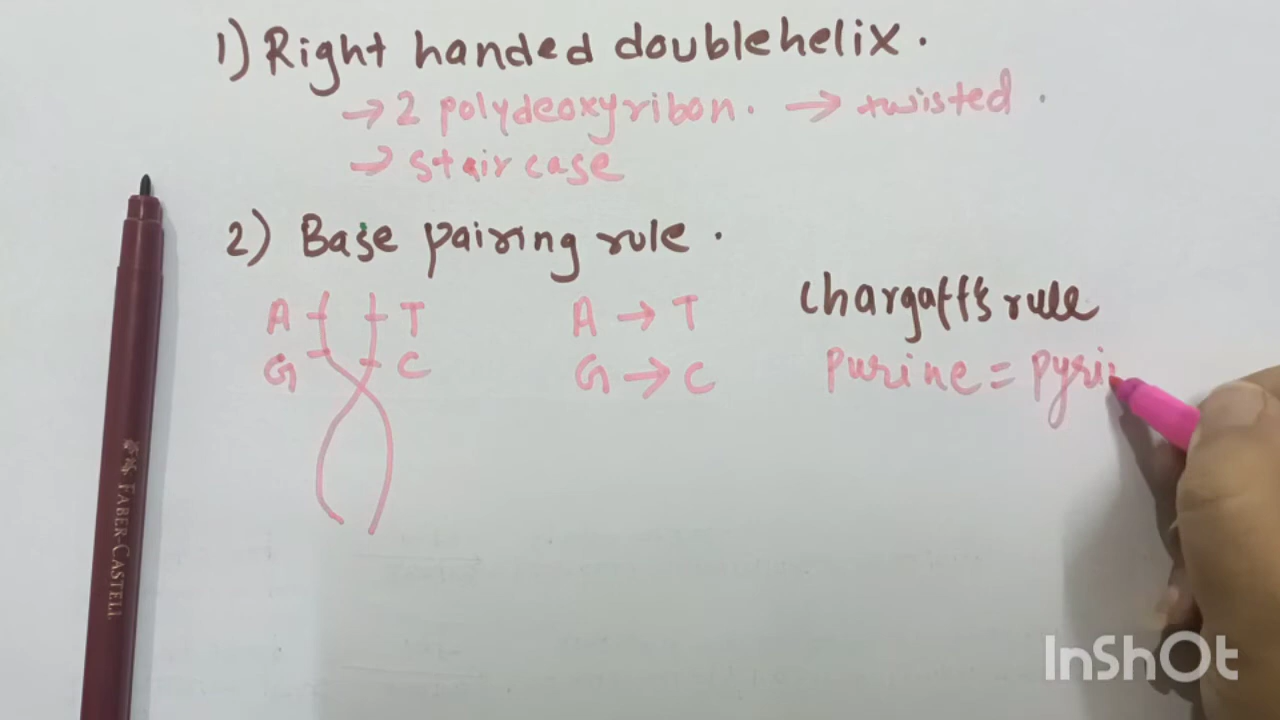 1) Right handed doublehelix.
→ 2 polydeoxyribon. → twisted.
→ staircase
2) Base pairing rule.
A T A → T
G C G → C
Chargaff's rule
purine = pyri
FABER-CASTELL
InShOt